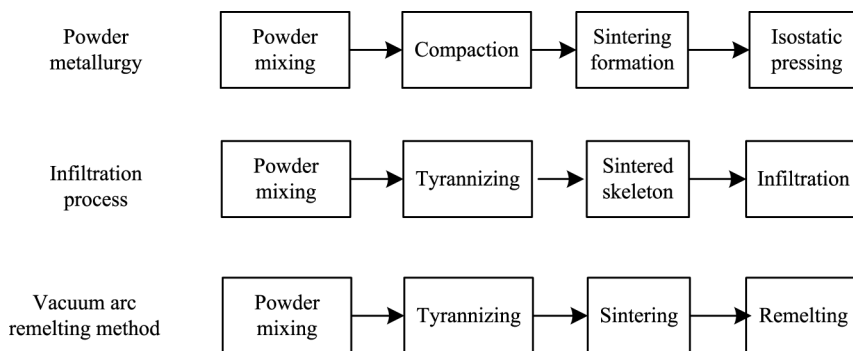 Powder
metallurgy
Powder
mixing
Compaction
Sintering
formation
Isostatic
pressing
Infiltration
process
Powder
mixing
Tyrannizing
Sintered
skeleton
Infiltration
Vacuum arc
remelting method
Powder
mixing
Tyrannizing
Sintering
Remelting